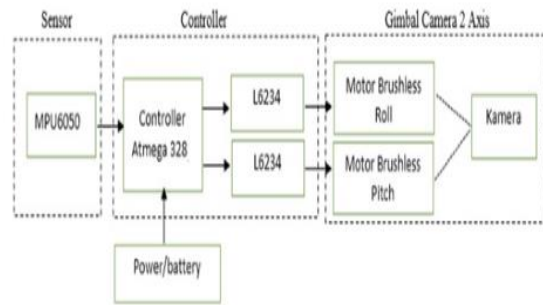 Sensor
Controller
Gimbal Camera 2 Axis
MPU6050
Controller
Atmega 328
L6234
L6234
Motor Brushless
Roll
Motor Brushless
Pitch
Kamera
Power/battery